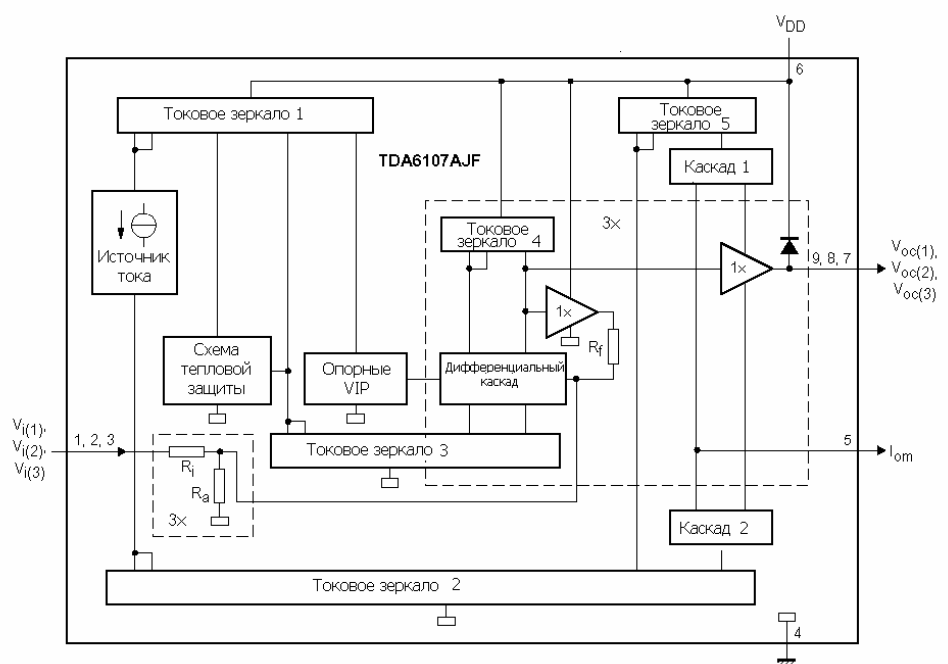 VDD
6
Токовое зеркало 1
Токовое
зеркало 5
TDA6107AJF
Каскад 1
Источник
тока
3×
Токовое
зеркало 4
1×
9, 8, 7
Voc(1),
Voc(2),
Voc(3)
1×
Rf
Схема
тепловой
защиты
Опорные
VIP
Дифференциальный
каскад
Vi(1),
Vi(2),
Vi(3)
1, 2, 3
Токовое зеркало 3
5
Iom
Ri
Ra
3×
Каскад 2
Токовое зеркало 2
4